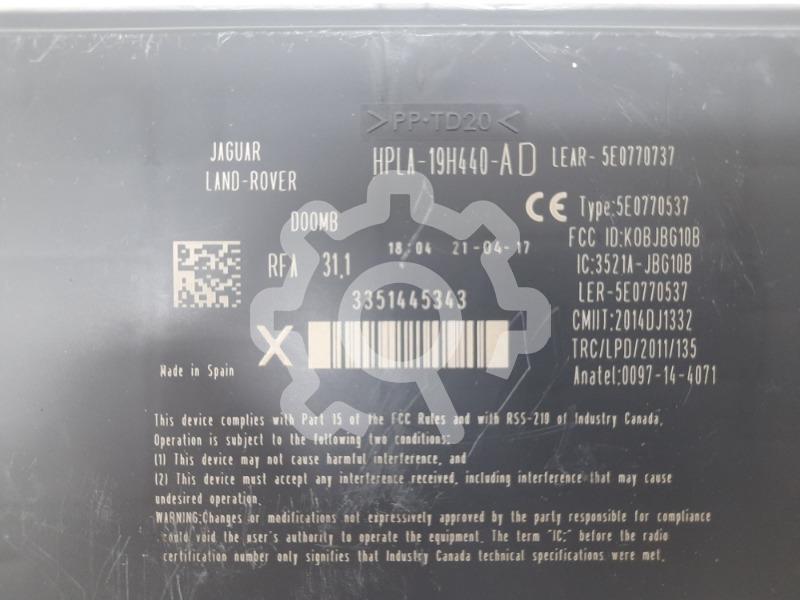 >PP-TD20<
JAGUAR
LAND-ROVER
HPLA-19H440-AD
LEAR- 5E0770737
CE Type:5E0770537
D00MB
18:04 21-04-17
FCC ID:KOBJBG10B
RFA 31.1
IC:3521A-JBG10B
3351445343
LER-5E0770537
X
CMIIT:2014DJ1332
TRC/LPD/2011/135
Made in Spain
Anatel:0097-14-4071
This device complies with Part 15 of the FCC Rules and with RSS-210 of Industry Canada.
Operation is subject to the following two conditions:
(1) This device may not cause harmful interference, and
(2) This device must accept any interference received, including interference that may cause
undesired operation.
WARNING:Changes or modifications not expressively approved by the party responsible for compliance
could void the user's authority to operate the equipment. The term "IC:" before the radio
certification number only signifies that Industry Canada technical specifications were met.